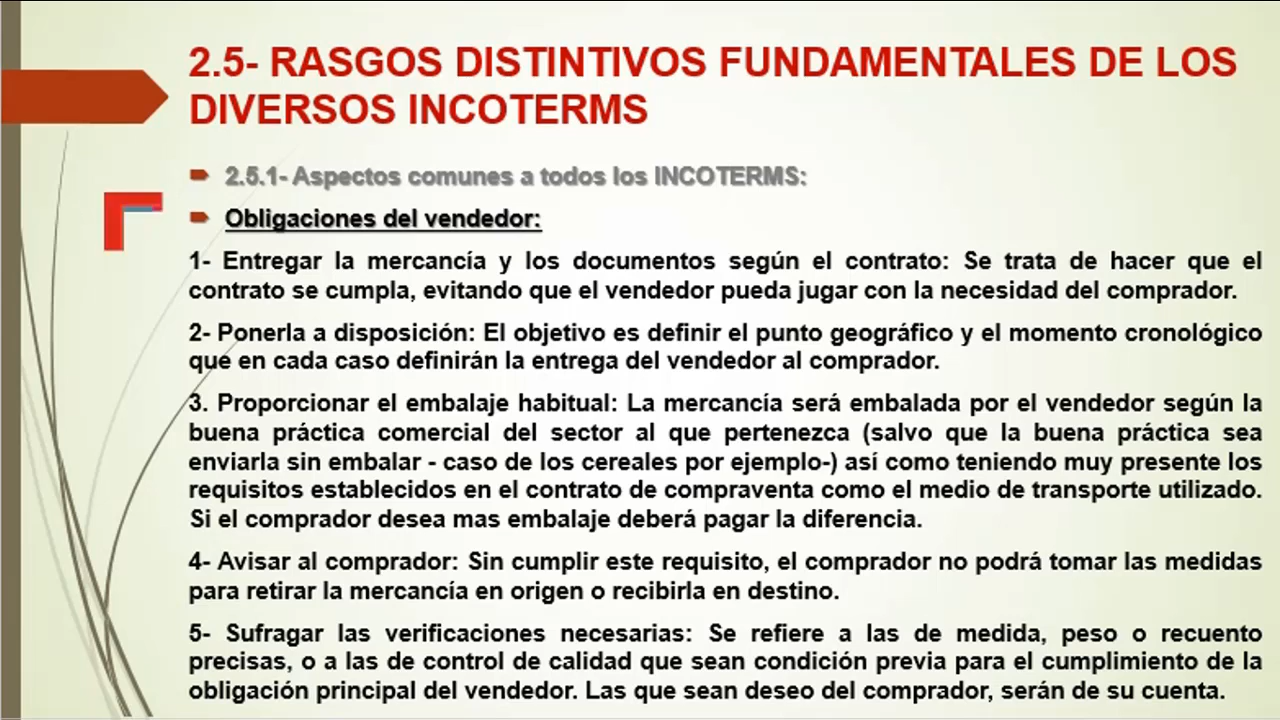 2.5- RASGOS DISTINTIVOS FUNDAMENTALES DE LOS
DIVERSOS INCOTERMS
2.5.1- Aspectos comunes a todos los INCOTERMS:
Obligaciones del vendedor:
1- Entregar la mercancía y los documentos según el contrato: Se trata de hacer que el
contrato se cumpla, evitando que el vendedor pueda jugar con la necesidad del comprador.
2- Ponerla a disposición: El objetivo es definir el punto geográfico y el momento cronológico
que en cada caso definirán la entrega del vendedor al comprador.
3. Proporcionar el embalaje habitual: La mercancía será embalada por el vendedor según la
buena práctica comercial del sector al que pertenezca (salvo que la buena práctica sea
enviarla sin embalar - caso de los cereales por ejemplo-) así como teniendo muy presente los
requisitos establecidos en el contrato de compraventa como el medio de transporte utilizado.
Si el comprador desea mas embalaje deberá pagar la diferencia.
4- Avisar al comprador: Sin cumplir este requisito, el comprador no podrá tomar las medidas
para retirar la mercancía en origen o recibirla en destino.
5- Sufragar las verificaciones necesarias: Se refiere a las de medida, peso o recuento
precisas, o a las de control de calidad que sean condición previa para el cumplimiento de la
obligación principal del vendedor. Las que sean deseo del comprador, serán de su cuenta.